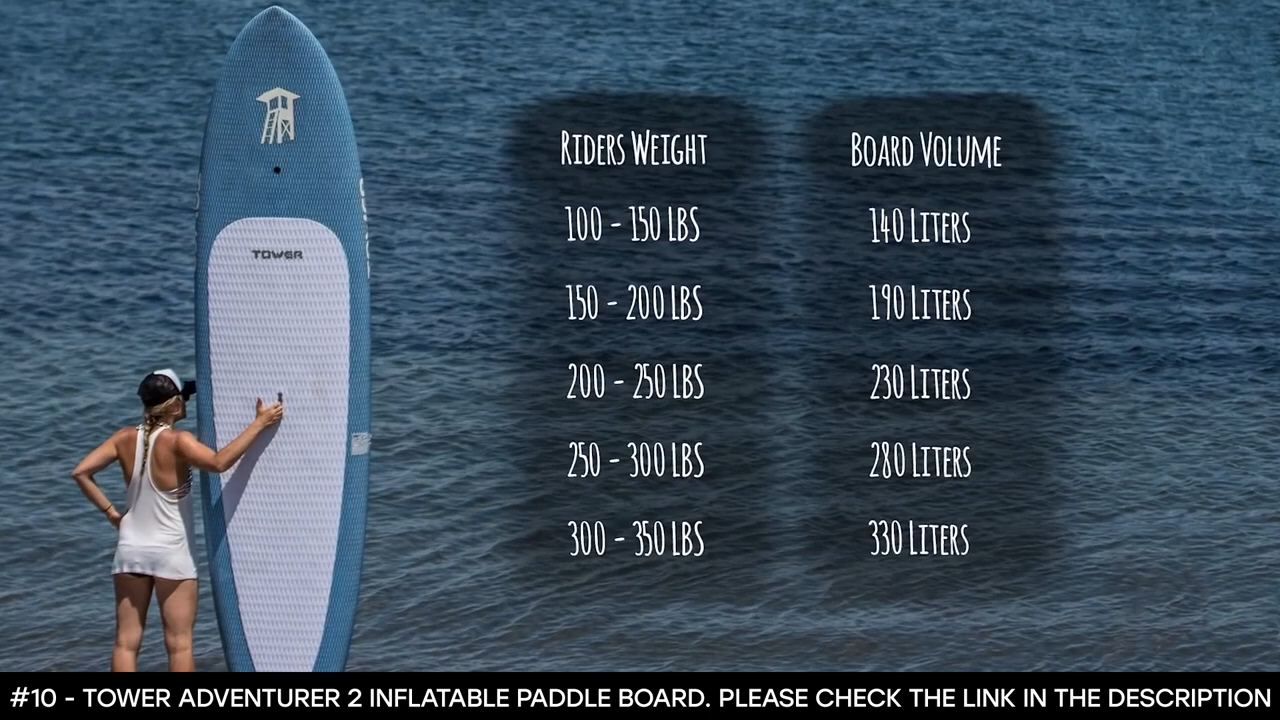 TOWER
RIDERS WEIGHT
BOARD VOLUME
100 - 150 LBS
140 LITERS
150 - 200 LBS
190 LITERS
200 - 250 LBS
230 LITERS
250 - 300 LBS
280 LITERS
300 - 350 LBS
330 LITERS
#10 - TOWER ADVENTURER 2 INFLATABLE PADDLE BOARD. PLEASE CHECK THE LINK IN THE DESCRIPTION